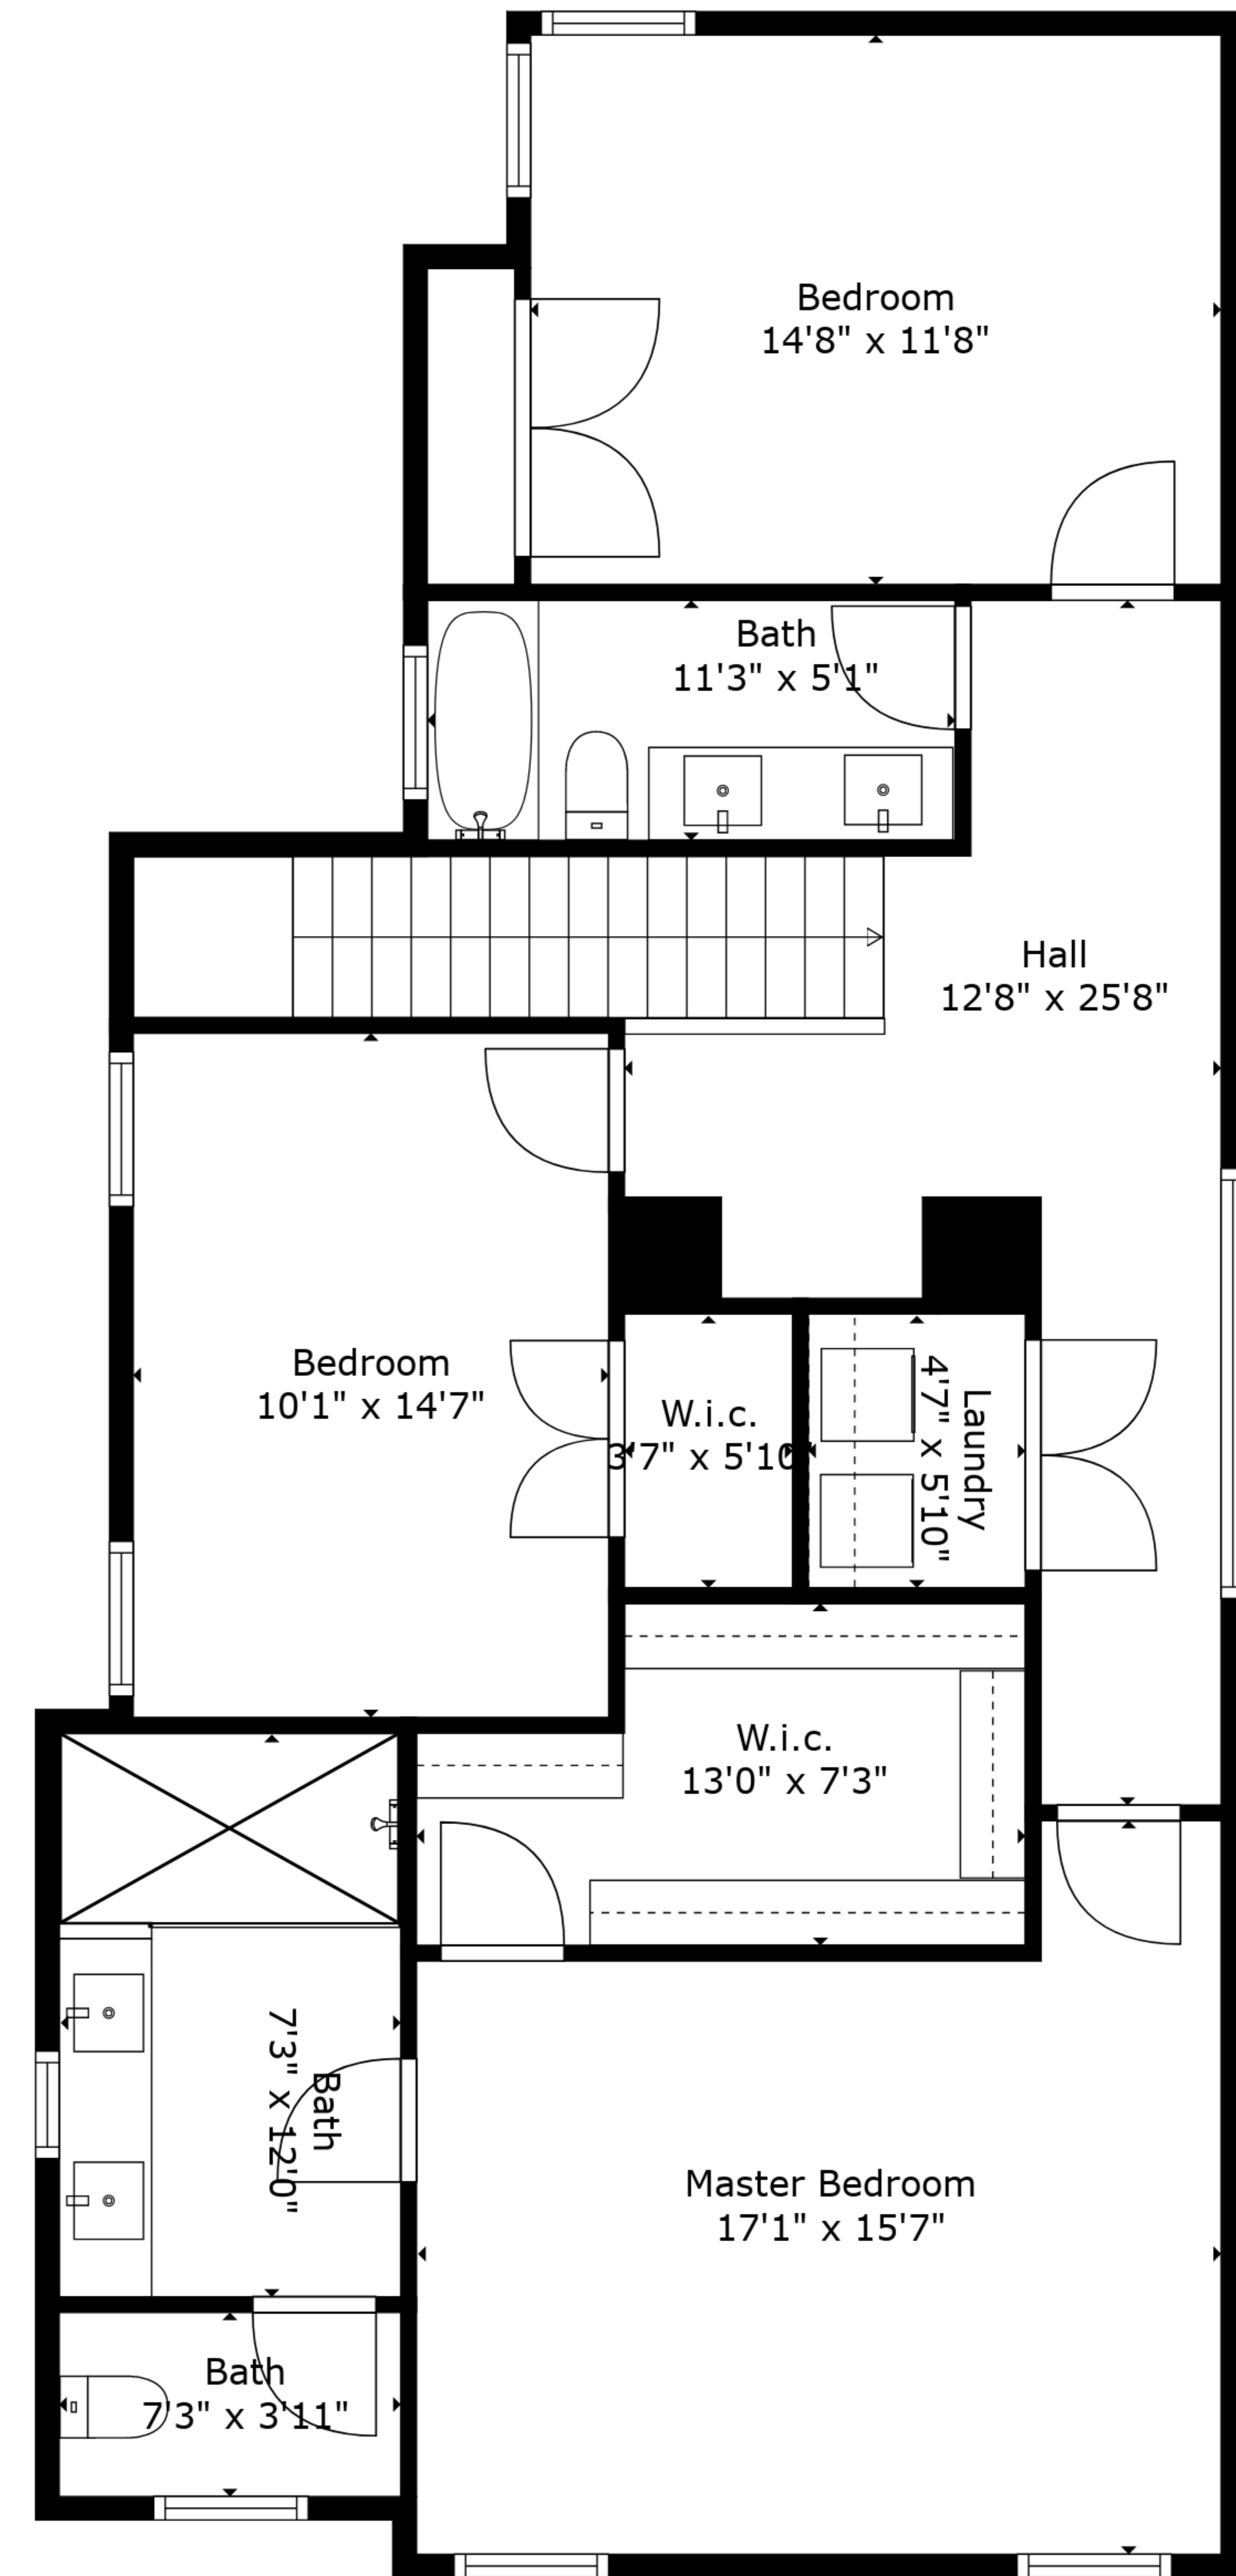 Bedroom
14'8" x 11'8"
Bath
11'3" x 5'1"
Hall
12'8" x 25'8"
Bedroom
10'1" x 14'7"
W.i.c.
3'7" x 5'10"
Laundry
4'7" x 5'10"
W.i.c.
13'0" x 7'3"
Bath
7'3" x 12'0"
Master Bedroom
17'1" x 15'7"
Bath
7'3" x 3'11"